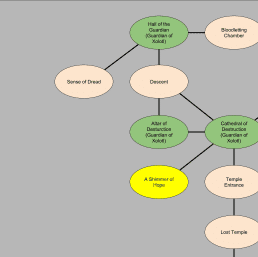 Hall of the
Guardian
(Guardian of
Xolotl)
Bloodletting
Chamber
Sense of Dread
Descent
Altar of
Destruction
(Guardian of
Xolotl)
Cathedral of
Destruction
(Guardian of
Xolotl)
A Shimmer of
Hope
Temple
Entrance
Lost Temple